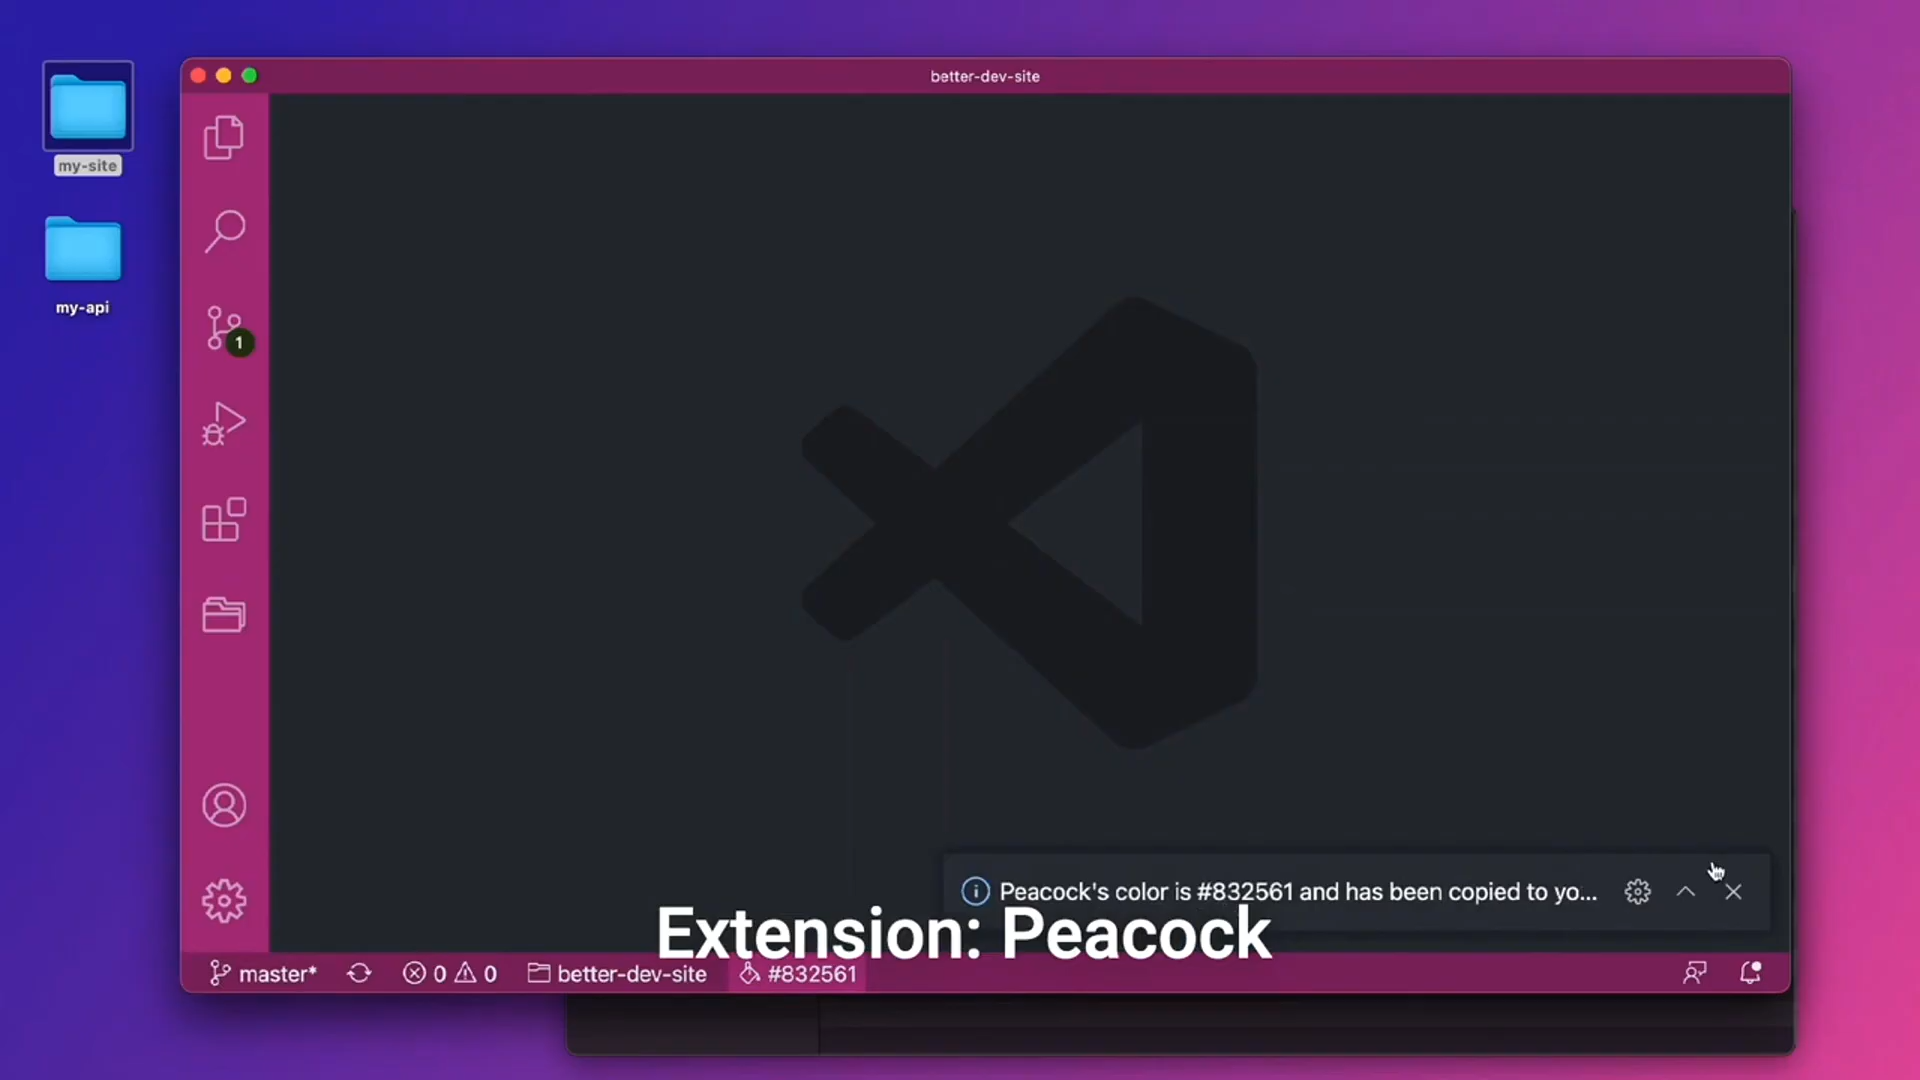 better-dev-site
my-site
my-api
1
Peacock's color is #832561 and has been copied to yo...
Extension: Peacock
master*
0
0
better-dev-site
#832561